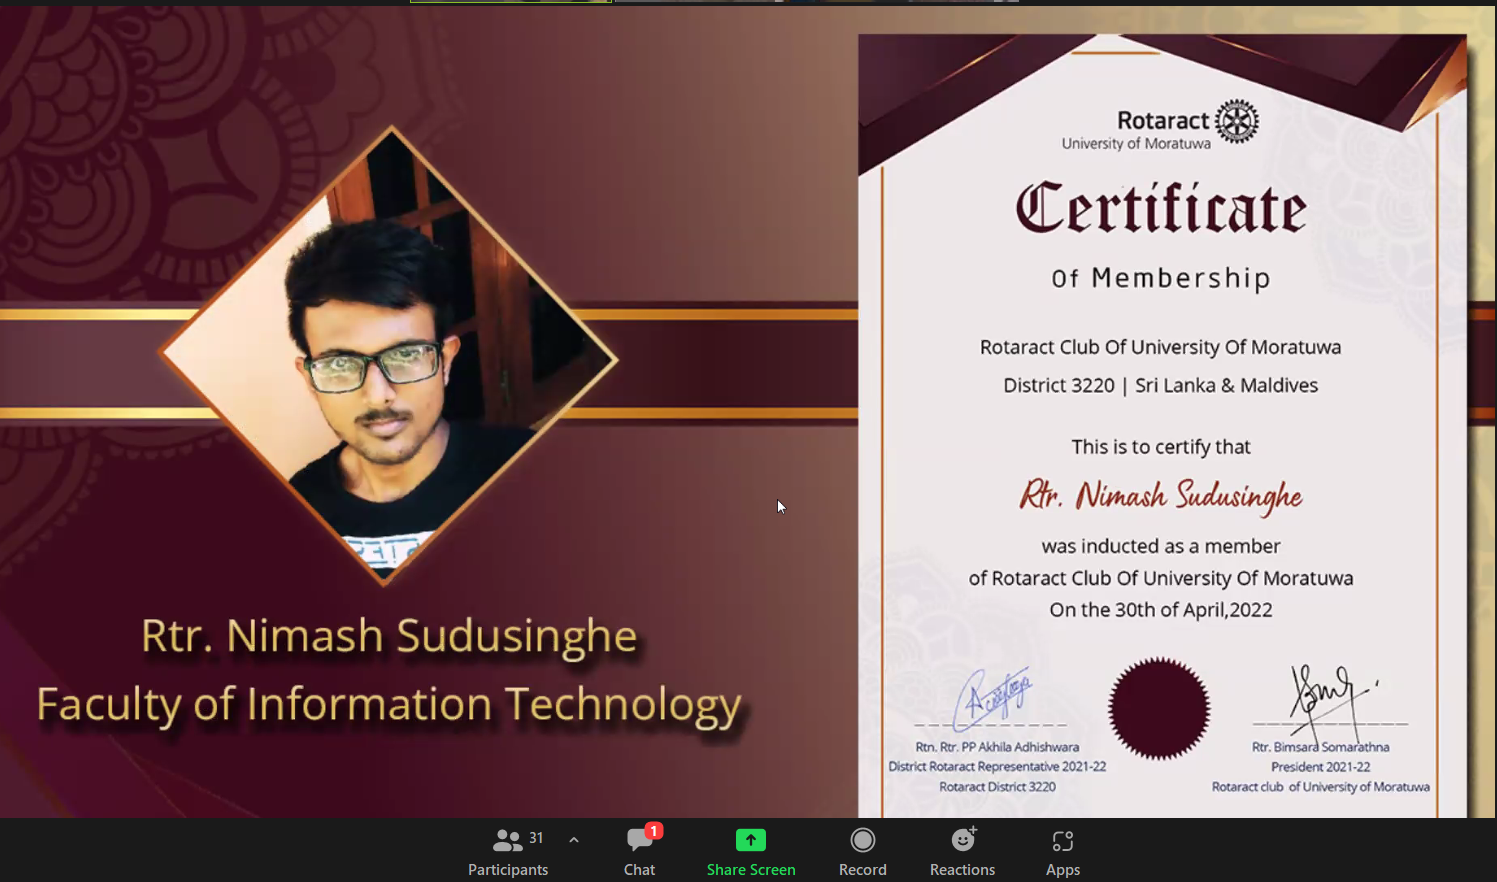 Rtr. Nimash Sudusinghe
Faculty of Information Technology
Rotaract
University of Moratuwa
Certificate
Of Membership
Rotaract Club Of University Of Moratuwa
District 3220 | Sri Lanka & Maldives
This is to certify that
Rtr. Nimash Sudusinghe
was inducted as a member
of Rotaract Club Of University Of Moratuwa
On the 30th of April,2022
Rtn. Rtr. PP Akhila Adhishwara
District Rotaract Representative 2021-22
Rotaract District 3220
Rtr. Bimsara Somarathna
President 2021-22
Rotaract club of University of Moratuwa
31
1
Participants
Chat
Share Screen
Record
Reactions
Apps